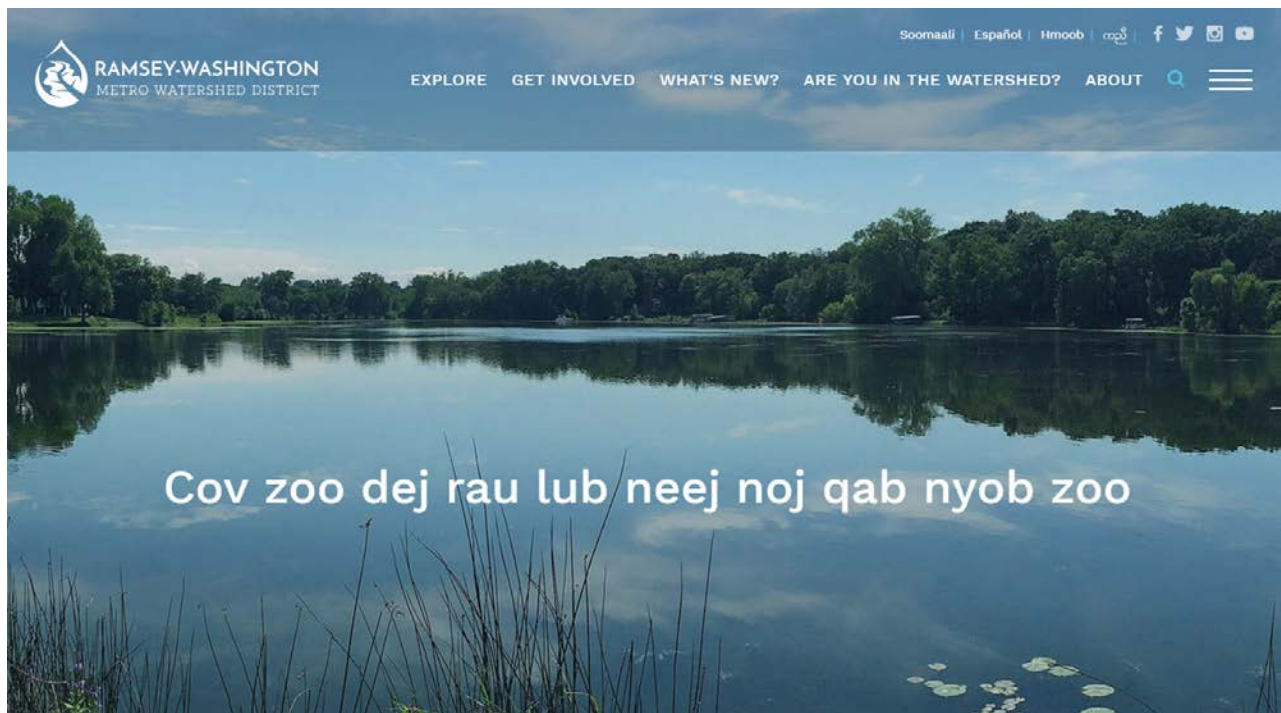 Soomaali | Español | Hmoob | ကညီ |
RAMSEY-WASHINGTON
METRO WATERSHED DISTRICT
EXPLORE GET INVOLVED WHAT'S NEW? ARE YOU IN THE WATERSHED? ABOUT
Cov zoo dej rau lub neej noj qab nyob zoo